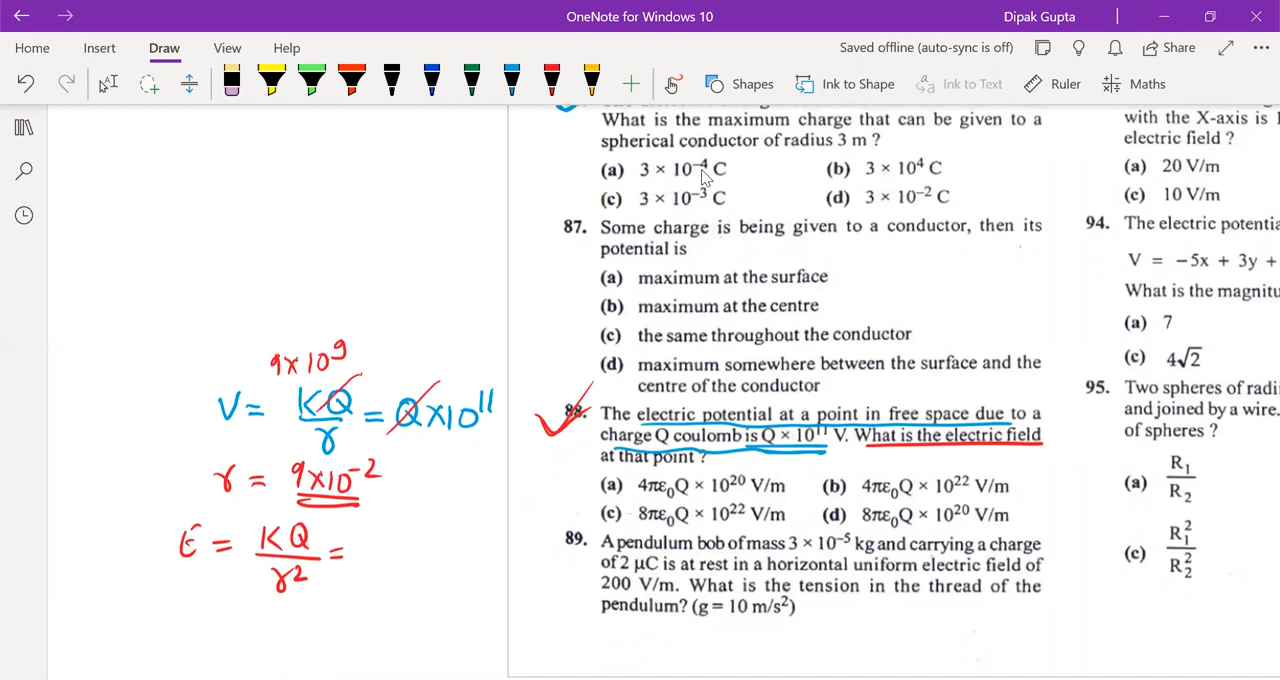 OneNote for Windows 10
Dipak Gupta
Home Insert Draw View Help
Saved offline (auto-sync is off)
Share
Shapes
Ink to Shape
Ink to Text
Ruler
Maths
What is the maximum charge that can be given to a
spherical conductor of radius 3 m ?
(a) 3 × 10⁻⁴ C (b) 3 × 10⁴ C
(c) 3 × 10⁻³ C (d) 3 × 10⁻² C
87. Some charge is being given to a conductor, then its
potential is
(a) maximum at the surface
(b) maximum at the centre
(c) the same throughout the conductor
(d) maximum somewhere between the surface and the
centre of the conductor
88. The electric potential at a point in free space due to a
charge Q coulomb is Q × 10¹¹ V. What is the electric field
at that point ?
(a) 4πε₀Q × 10²⁰ V/m (b) 4πε₀Q × 10²² V/m
(c) 8πε₀Q × 10²² V/m (d) 8πε₀Q × 10²⁰ V/m
89. A pendulum bob of mass 3 × 10⁻⁵ kg and carrying a charge
of 2 μC is at rest in a horizontal uniform electric field of
200 V/m. What is the tension in the thread of the
pendulum? (g = 10 m/s²)
with the X-axis is
electric field ?
(a) 20 V/m
(c) 10 V/m
94. The electric
V = −5x + 3y +
What is the
(a) 7
(c) 4√2
95. Two spheres of
and joined by a wire.
of spheres ?
(a) R₁/R₂
(c) R₁²/R₂²
9×10⁹
V = KQ/r = Q×10¹¹
r = 9×10⁻²
E = KQ/r² =